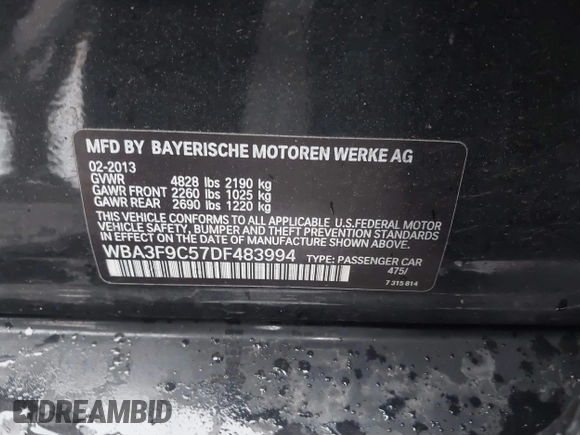 MFD BY BAYERISCHE MOTOREN WERKE AG
02-2013
GVWR 4828 lbs 2190 kg
GAWR FRONT 2260 lbs 1025 kg
GAWR REAR 2690 lbs 1220 kg
THIS VEHICLE CONFORMS TO ALL APPLICABLE U.S.FEDERAL MOTOR
VEHICLE SAFETY, BUMPER, AND THEFT PREVENTION STANDARDS
IN EFFECT ON THE DATE OF MANUFACTURE SHOWN ABOVE.
WBA3F9C57DF483994 TYPE: PASSENGER CAR
475/
7 315 814
DREAMBID